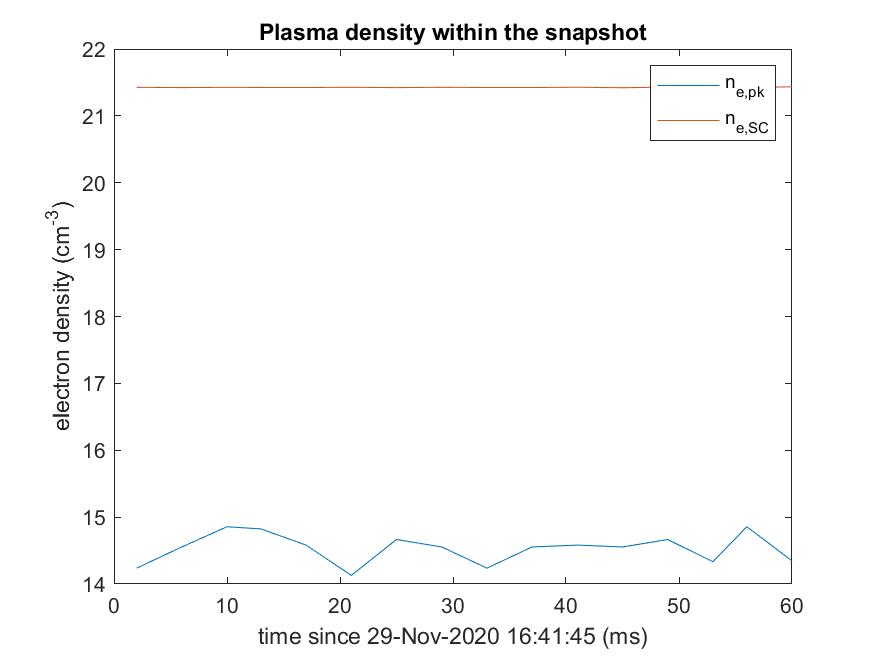 Plasma density within the snapshot
22
21
20
19
18
17
16
15
14
electron density (cm⁻³)
nₑ,ₚₖ
n_e,SC
0 10 20 30 40 50 60
time since 29-Nov-2020 16:41:45 (ms)